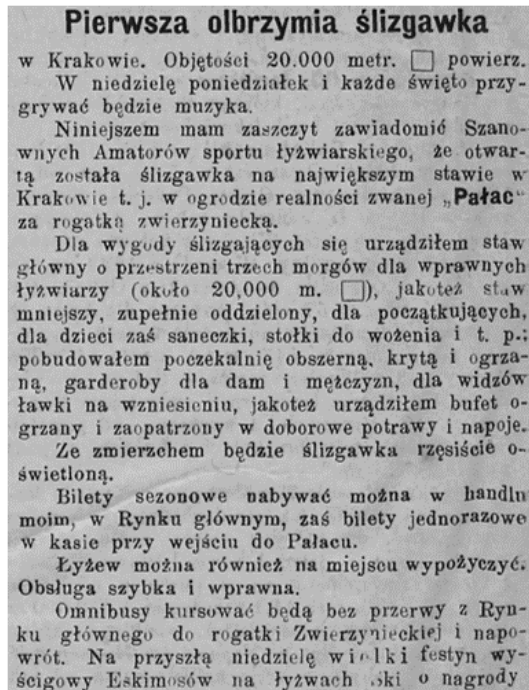 Pierwsza olbrzymia ślizgawka
w Krakowie. Objętości 20.000 metr. □ powierz.
W niedzielę poniedziałek i każde święto przy-
grywać będzie muzyka.
Niniejszem mam zaszczyt zawiadomić Szano-
wnych Amatorów sportu łyżwiarskiego, że otwar-
tą została ślizgawka na największym stawie w
Krakowie t. j. w ogrodzie realności zwanej „Pałac“
za rogatką zwierzyniecką.
Dla wygody ślizgających się urządziłem staw
główny o przestrzeni trzech morgów dla wprawnych
łyżwiarzy (około 20,000 m. □), jakoteż staw
mniejszy, zupełnie oddzielony, dla początkujących,
dla dzieci zaś saneczki, stołki do wożenia i t. p.;
pobudowałem poczekalnię obszerną, krytą i ogrza-
ną, garderoby dla dam i mężczyzn, dla widzów
ławki na wzniesieniu, jakoteż urządziłem bufet o-
grzany i zaopatrzony w doborowe potrawy i napoje.
Ze zmierzchem będzie ślizgawka rzęsiście o-
świetloną.
Bilety sezonowe nabywać można w handlu
moim, w Rynku głównym, zaś bilety jednorazowe
w kasie przy wejściu do Pałacu.
Łyżew można również na miejscu wypożyczyć.
Obsługa szybka i wprawna.
Omnibusy kursować będą bez przerwy z Ryn-
ku głównego do rogatki Zwierzynieckiej i napo-
wrót. Na przyszłą niedzielę wielki festyn wy-
ścigowy Eskimosów na łyżwach o nagrody